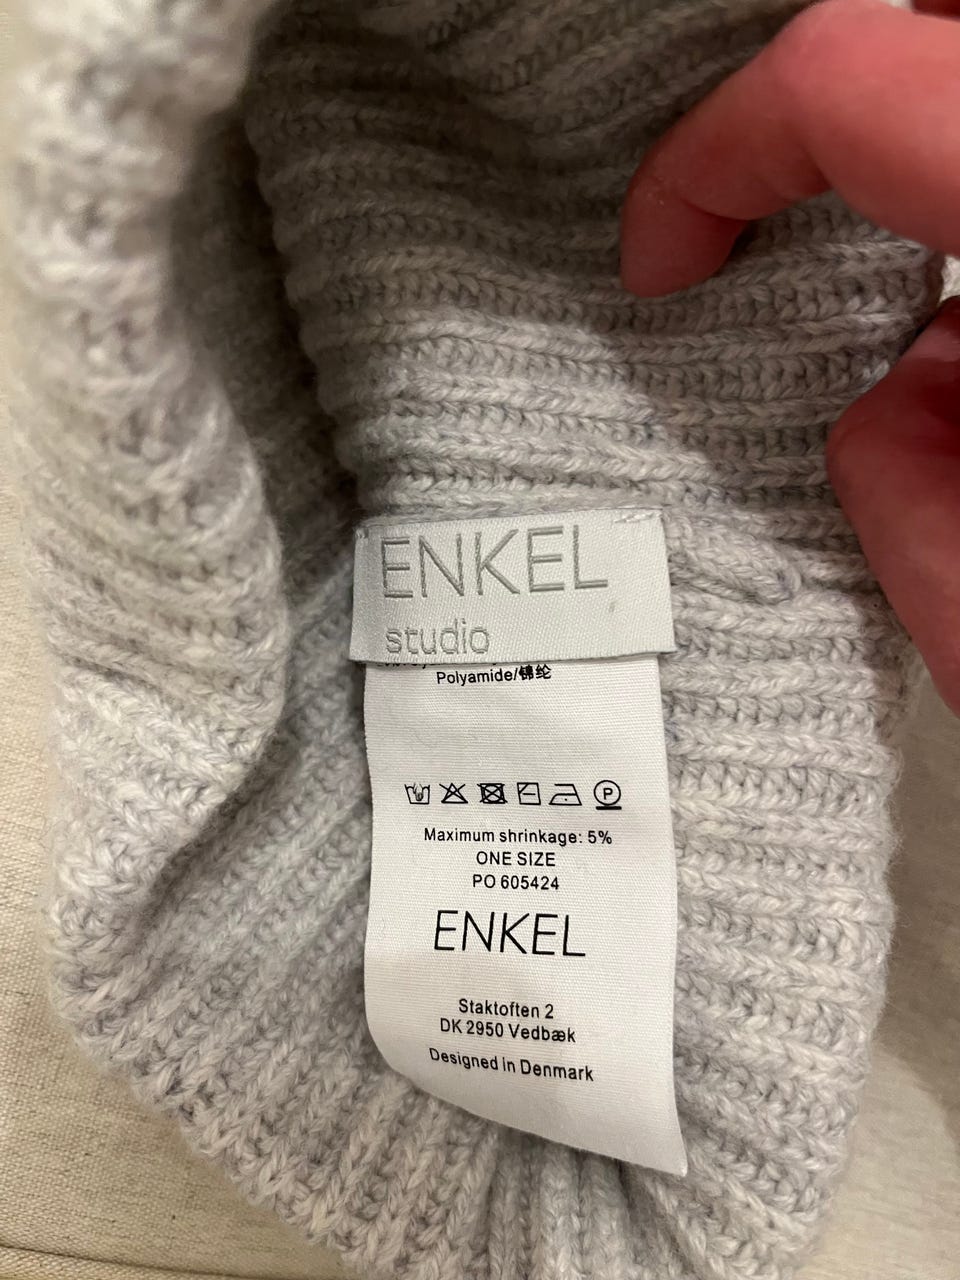 ENKEL
studio
Polyamide/锦纶
P
Maximum shrinkage: 5%
ONE SIZE
PO 605424
ENKEL
Staktoften 2
DK 2950 Vedbæk
Designed in Denmark